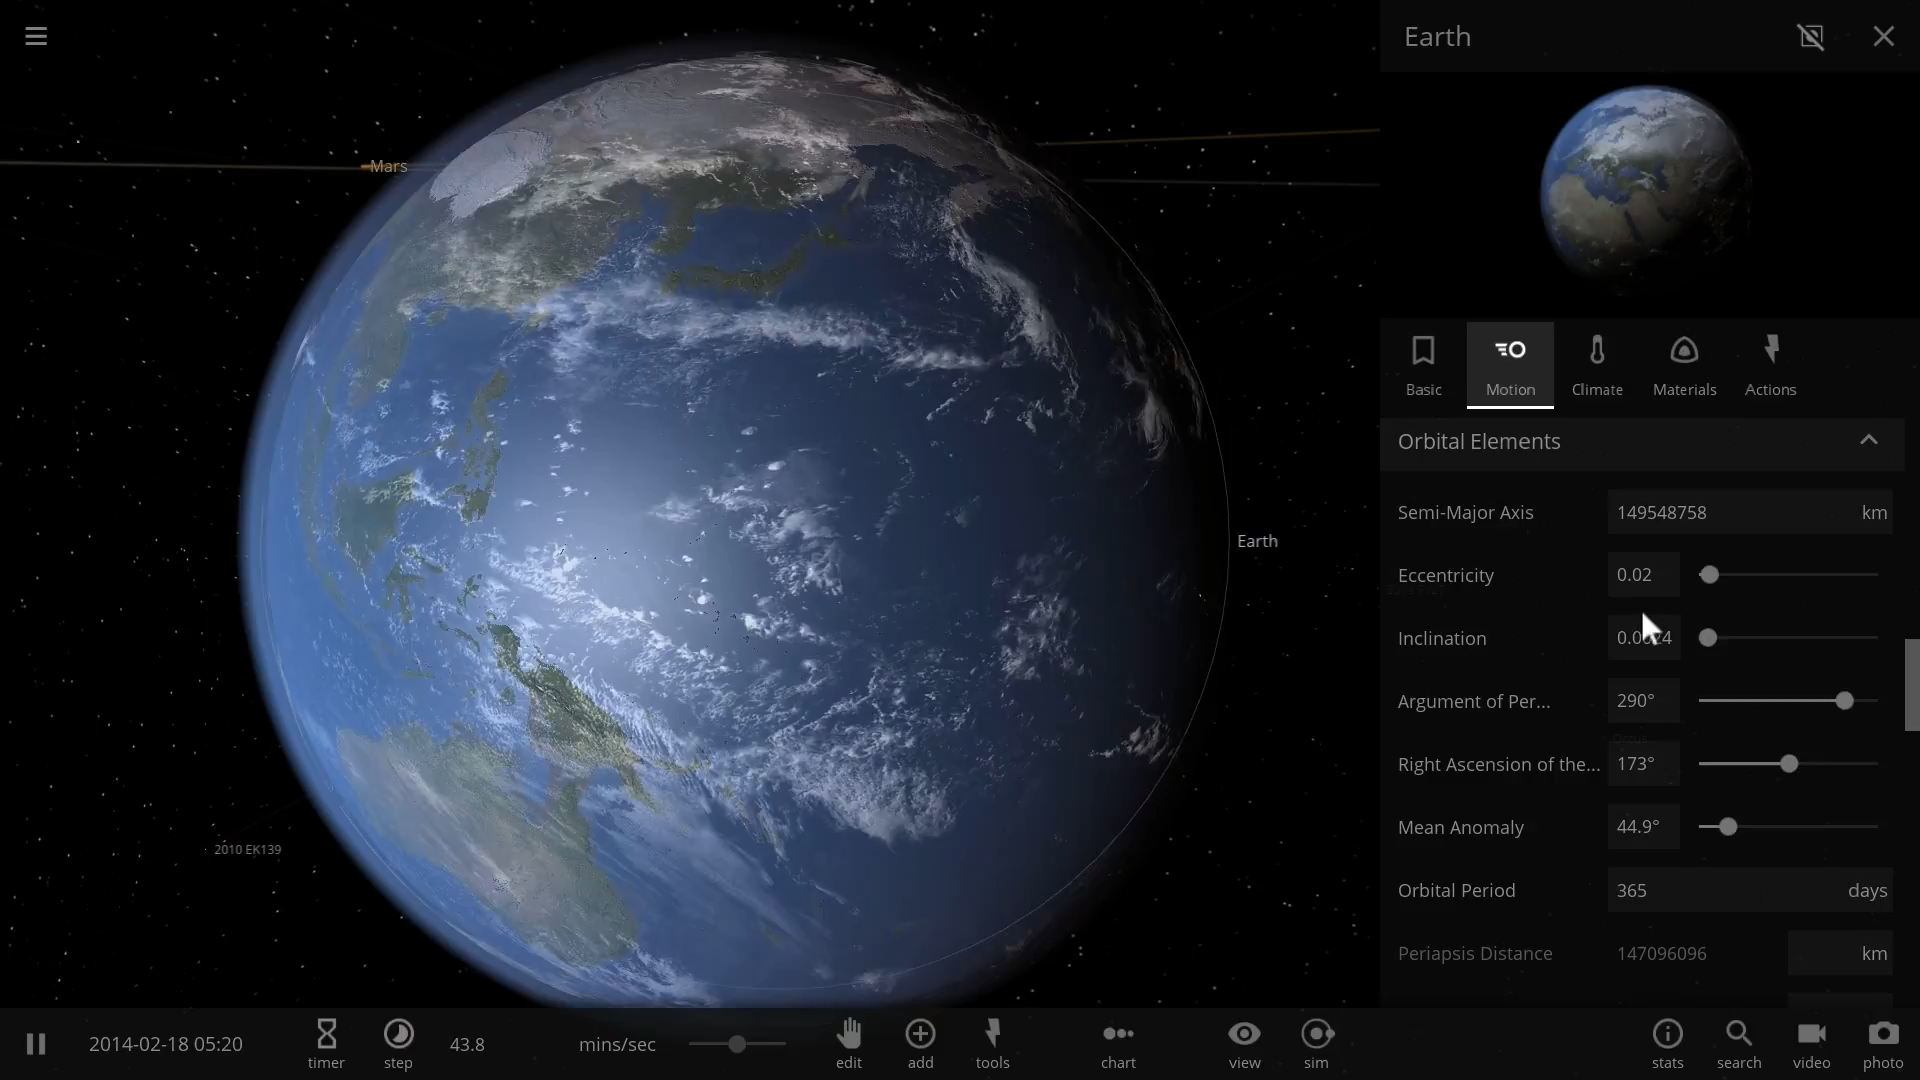 Earth
Mars
Basic
Motion
Climate
Materials
Actions
Orbital Elements
Semi-Major Axis 149548758 km
Eccentricity 0.02
Earth
Inclination
Argument of Per... 290°
Right Ascension of the... 173°
Mean Anomaly 44.9°
2010 EK139
Orbital Period 365 days
Periapsis Distance 147096096 km
2014-02-18 05:20
timer
step
43.8 mins/sec
edit
add
tools
chart
view
sim
stats
search
video
photo